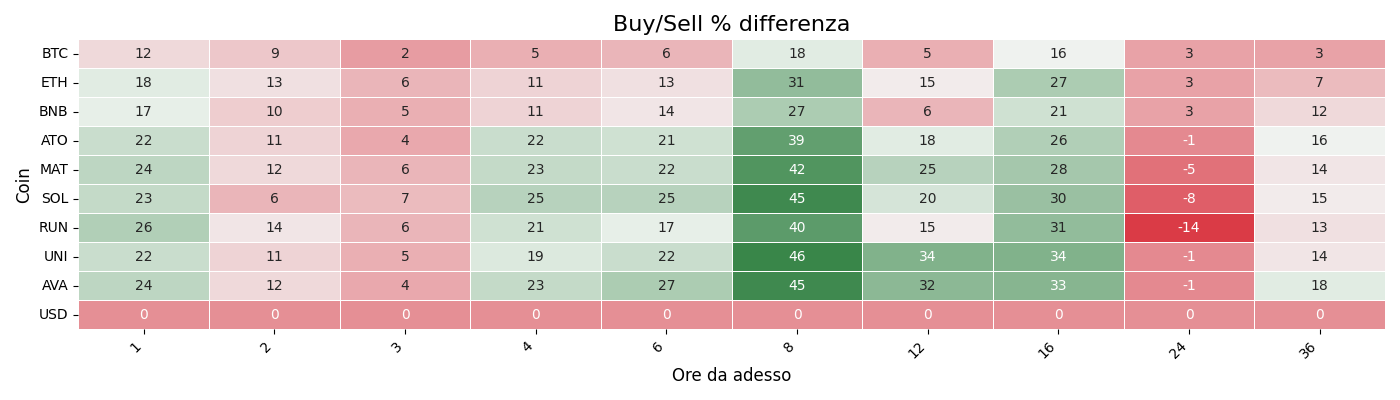 Buy/Sell % differenza
Coin
BTC 12 9 2 5 6 18 5 16 3 3
ETH 18 13 6 11 13 31 15 27 3 7
BNB 17 10 5 11 14 27 6 21 3 12
ATO 22 11 4 22 21 39 18 26 -1 16
MAT 24 12 6 23 22 42 25 28 -5 14
SOL 23 6 7 25 25 45 20 30 -8 15
RUN 26 14 6 21 17 40 15 31 -14 13
UNI 22 11 5 19 22 46 34 34 -1 14
AVA 24 12 4 23 27 45 32 33 -1 18
USD 0 0 0 0 0 0 0 0 0 0
1 2 3 4 6 8 12 16 24 36
Ore da adesso